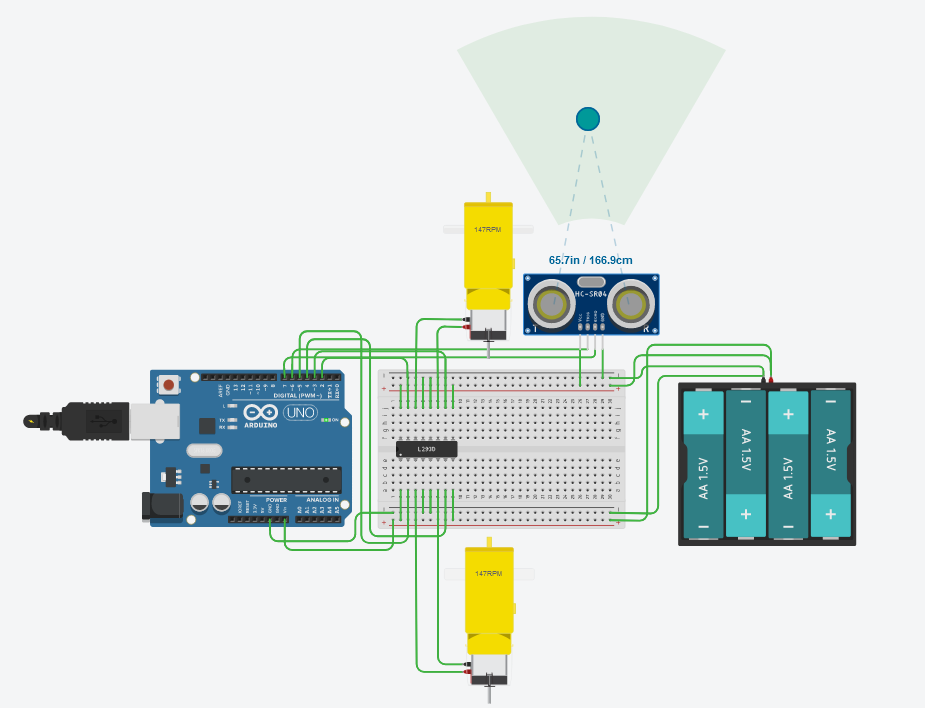 147RPM
65.7in / 166.9cm
HC-SR04
VCC
TRIG
ECHO
GND
T
R
AREF
GND
13
12
~11
~10
~9
8
7
~6
~5
4
~3
2
TX→1
RX←0
DIGITAL (PWM~)
L
TX
RX
ARDUINO
UNO
ON
POWER
ANALOG IN
IOREF
RESET
3.3V
5V
GND
GND
Vin
A0
A1
A2
A3
A4
A5
L293D
AA 1.5V
AA 1.5V
AA 1.5V
AA 1.5V
147RPM